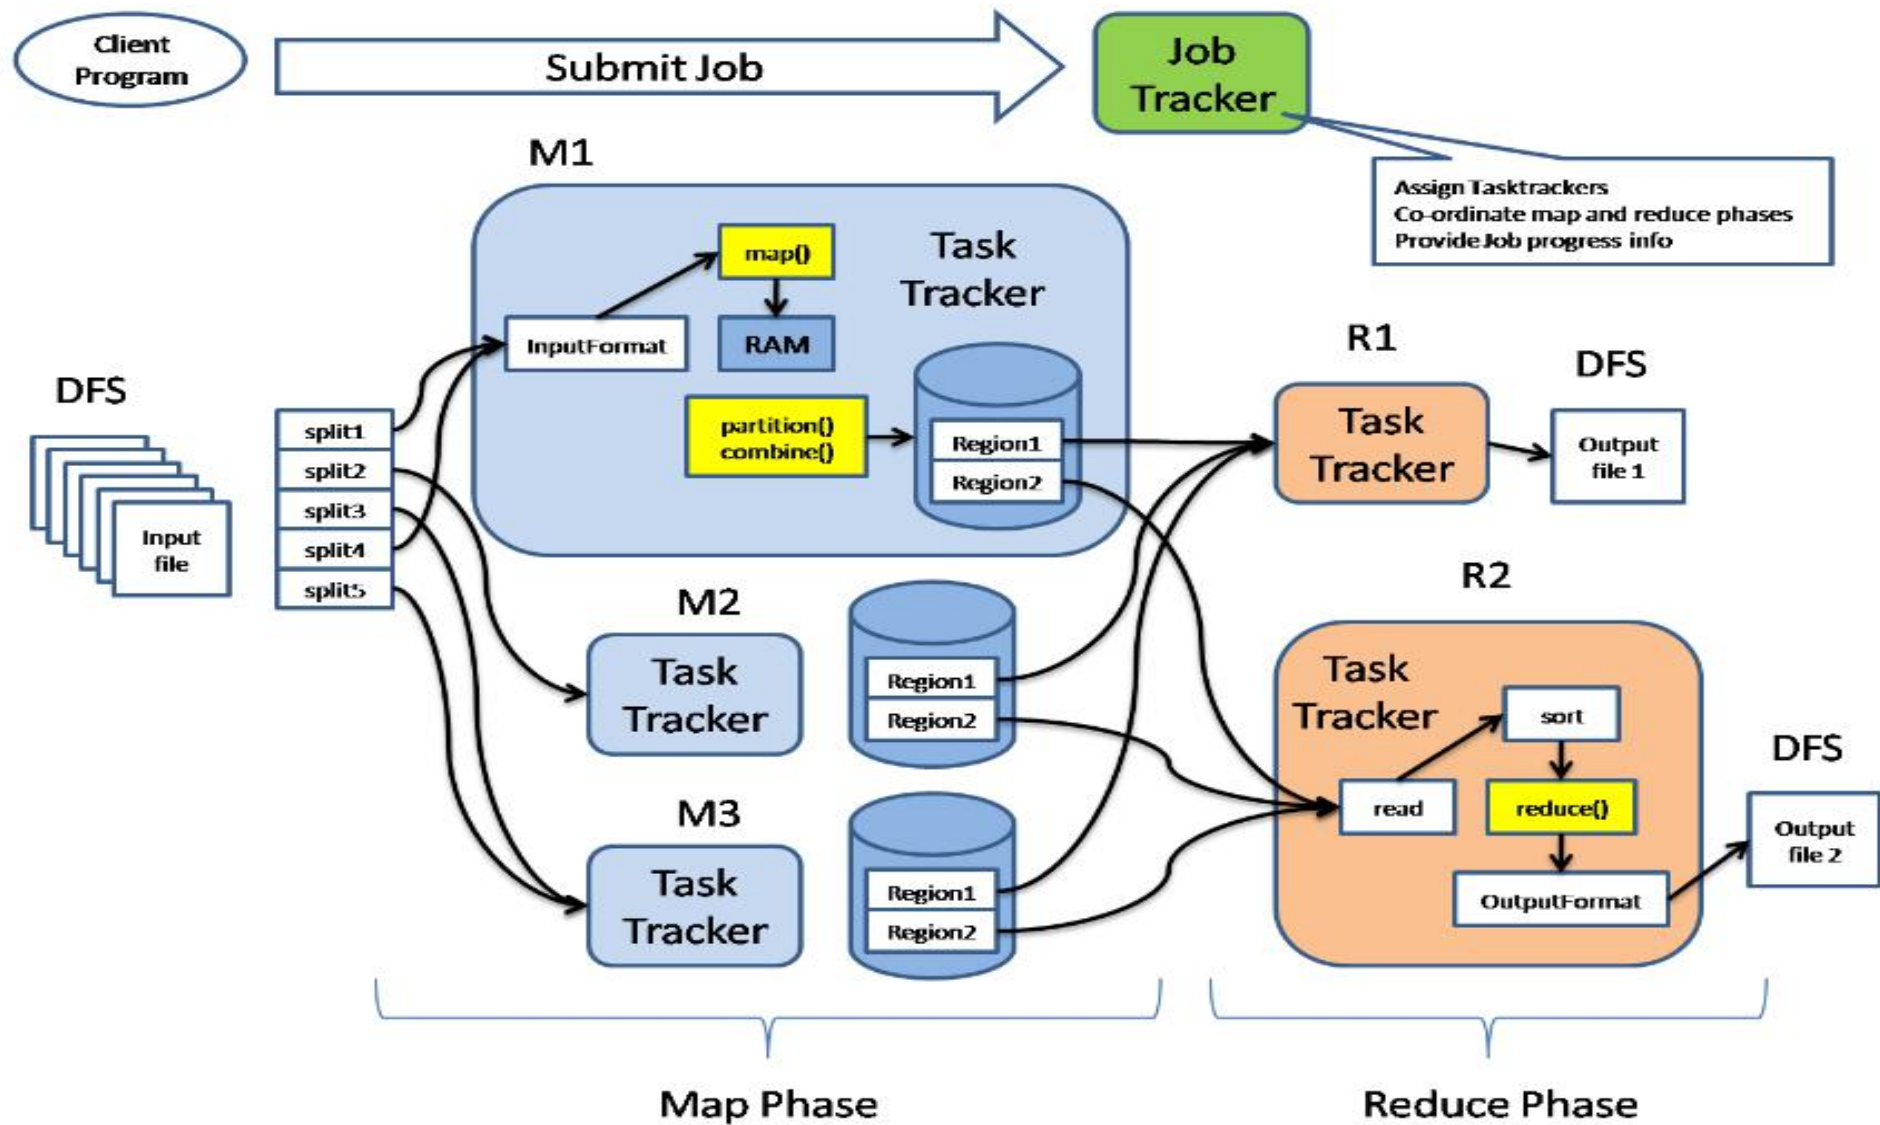 Client
Program
Submit Job
Job
Tracker
Assign Tasktrackers
Co-ordinate map and reduce phases
Provide Job progress info
M1
Task
Tracker
map()
InputFormat
RAM
partition()
combine()
Region1
Region2
DFS
Input
file
split1
split2
split3
split4
split5
M2
Task
Tracker
Region1
Region2
M3
Task
Tracker
Region1
Region2
R1
Task
Tracker
DFS
Output
file 1
R2
Task
Tracker
sort
read
reduce()
OutputFormat
DFS
Output
file 2
Map Phase
Reduce Phase